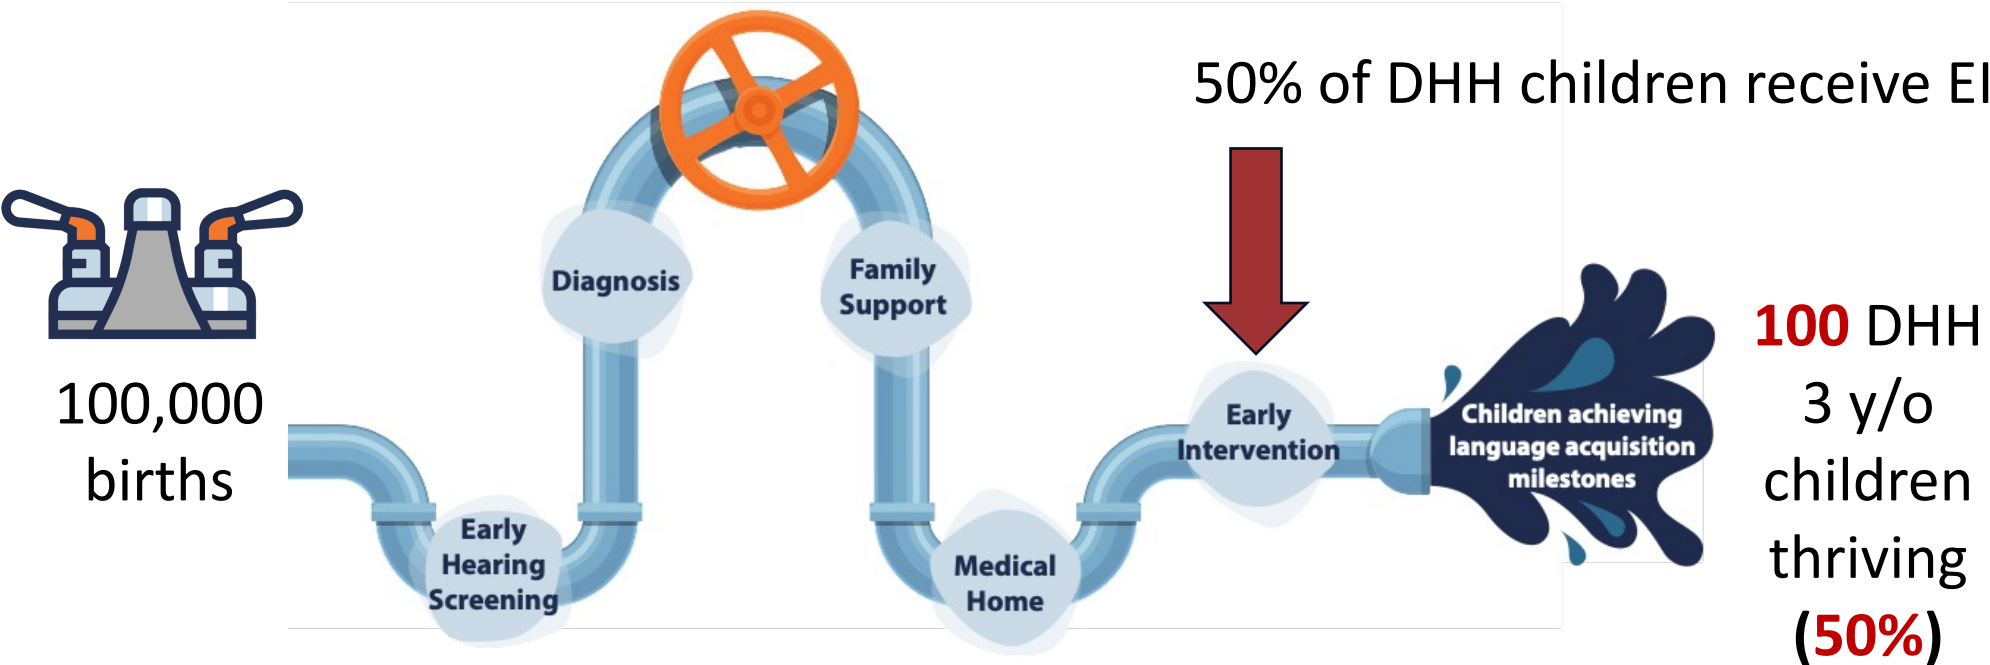 50% of DHH children receive EI
100,000
births
Early
Hearing
Screening
Diagnosis
Family
Support
Medical
Home
Early
Intervention
Children achieving
language acquisition
milestones
100 DHH
3 y/o
children
thriving
(50%)